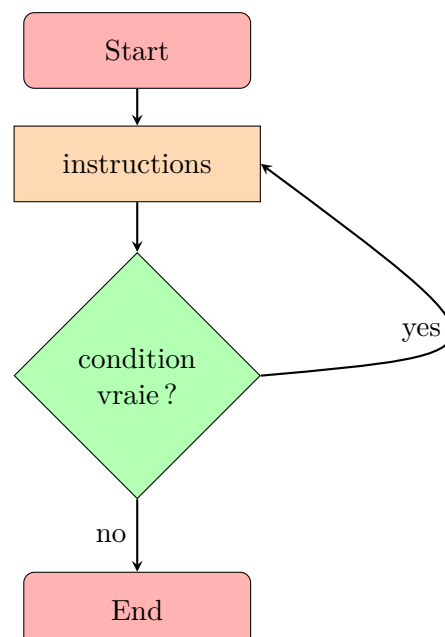 Start
instructions
yes
condition
vraie ?
no
End